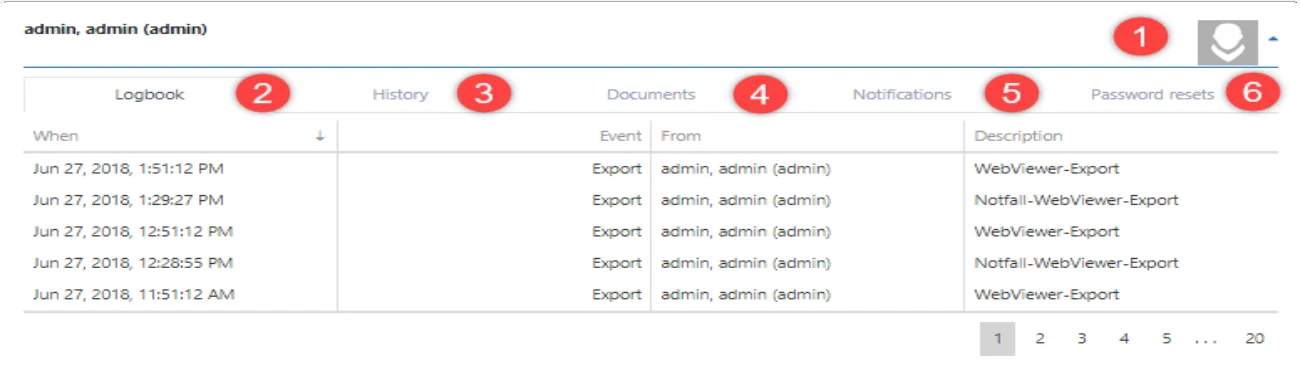 admin, admin (admin) 1
Logbook 2 History 3 Documents 4 Notifications 5 Password resets 6
When ↓ Event From Description
Jun 27, 2018, 1:51:12 PM Export admin, admin (admin) WebViewer-Export
Jun 27, 2018, 1:29:27 PM Export admin, admin (admin) Notfall-WebViewer-Export
Jun 27, 2018, 12:51:12 PM Export admin, admin (admin) WebViewer-Export
Jun 27, 2018, 12:28:55 PM Export admin, admin (admin) Notfall-WebViewer-Export
Jun 27, 2018, 11:51:12 AM Export admin, admin (admin) WebViewer-Export
1 2 3 4 5 ... 20